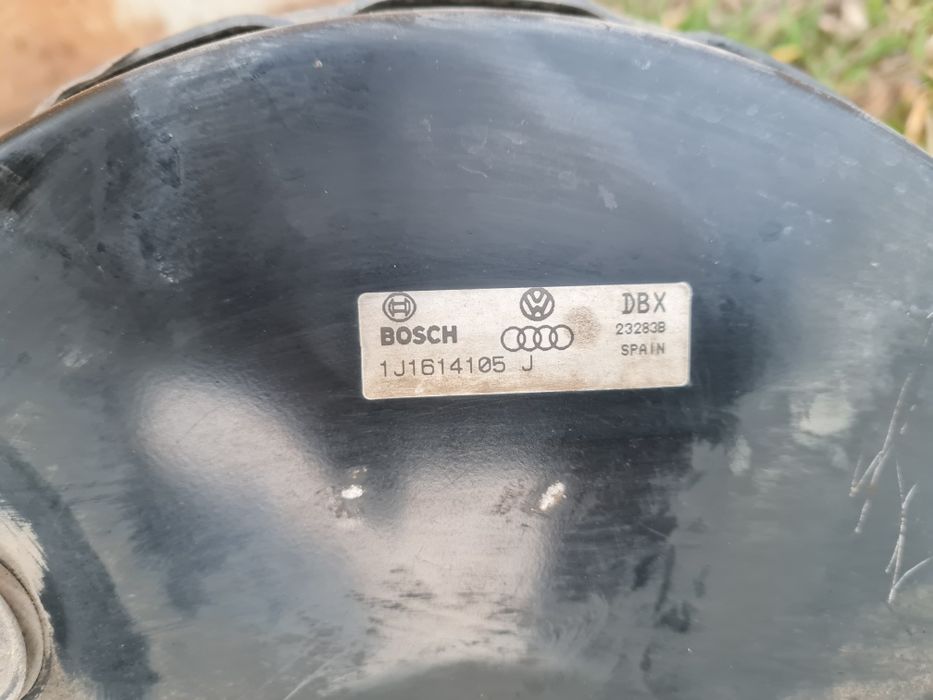 BOSCH
1J1614105 J
DBX
23283B
SPAIN